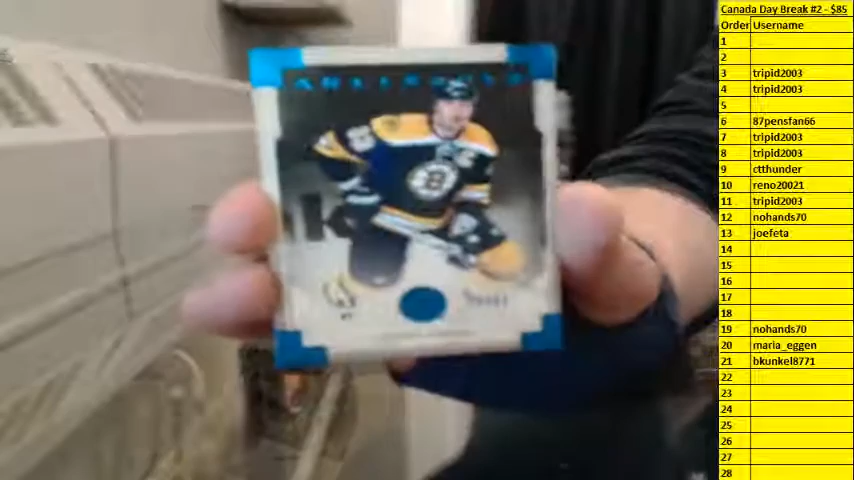 Canada Day Break #2 - $85
Order Username
1
2
3 tripid2003
4 tripid2003
5
6 87pensfan66
7 tripid2003
8 tripid2003
9 ctthunder
10 reno20021
11 tripid2003
12 nohands70
13 joefeta
14
15
16
17
18
19 nohands70
20 maria_eggen
21 bkunkel8771
22
23
24
25
26
27
28
ARTIFACTS
B